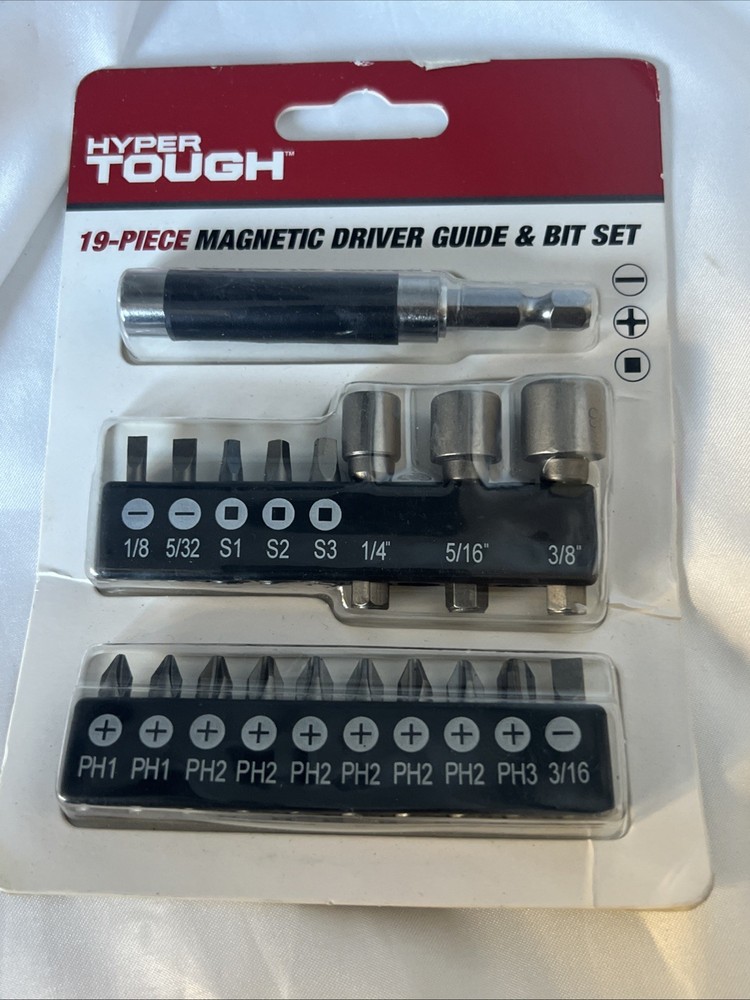 HYPER
TOUGH™
19-PIECE MAGNETIC DRIVER GUIDE & BIT SET
1/8 5/32 S1 S2 S3 1/4" 5/16" 3/8"
PH1 PH1 PH2 PH2 PH2 PH2 PH2 PH2 PH3 3/16